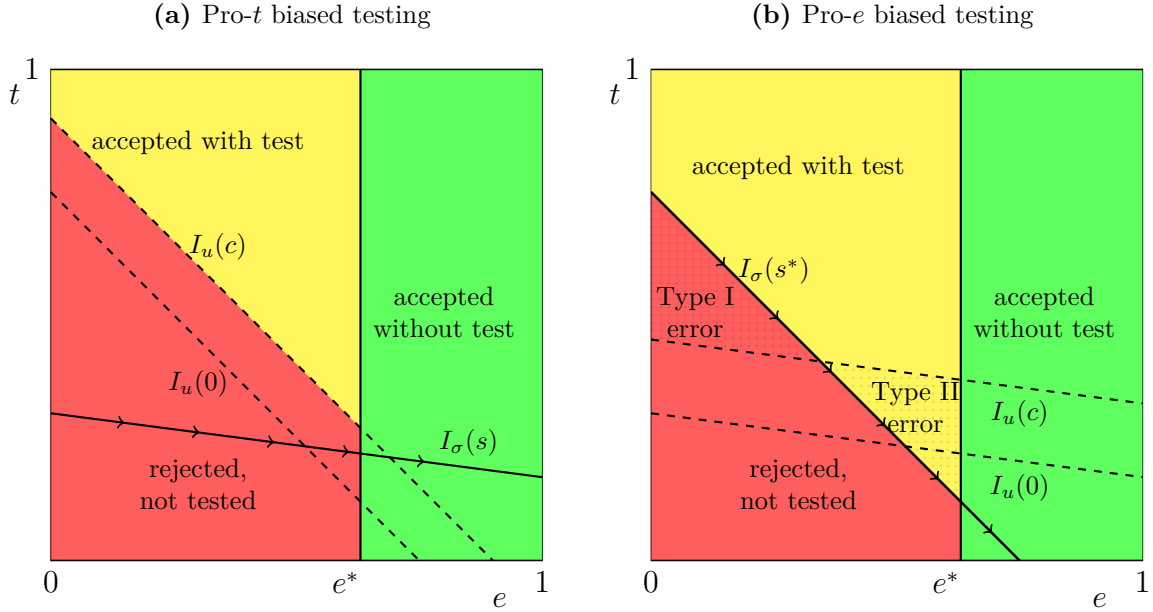 (a) Pro-t biased testing
1
t
accepted with test
I_u(c)
accepted
without test
I_u(0)
I_σ(s)
rejected,
not tested
0
e*
e
1
(b) Pro-e biased testing
1
t
accepted with test
I_σ(s*)
Type I
error
accepted
without test
Type II
error
I_u(c)
rejected,
not tested
I_u(0)
0
e*
e
1